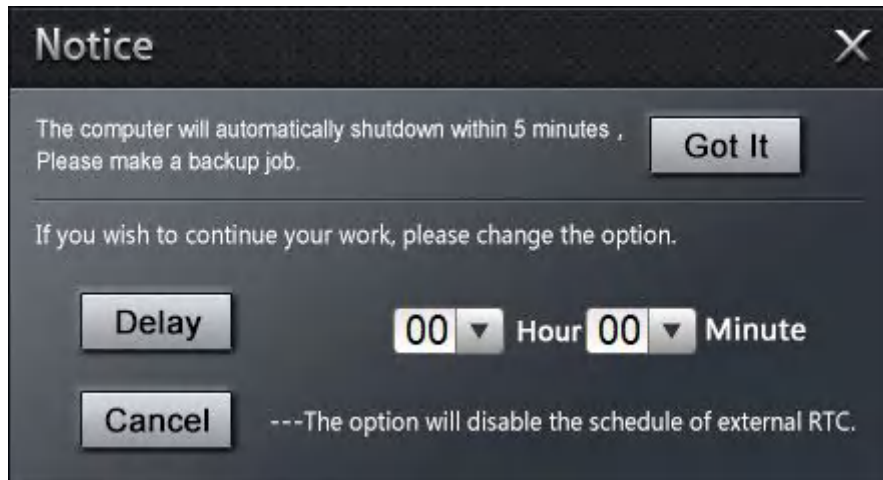 Notice
The computer will automatically shutdown within 5 minutes ,
Please make a backup job.
Got It
If you wish to continue your work, please change the option.
Delay
00 Hour 00 Minute
Cancel
---The option will disable the schedule of external RTC.